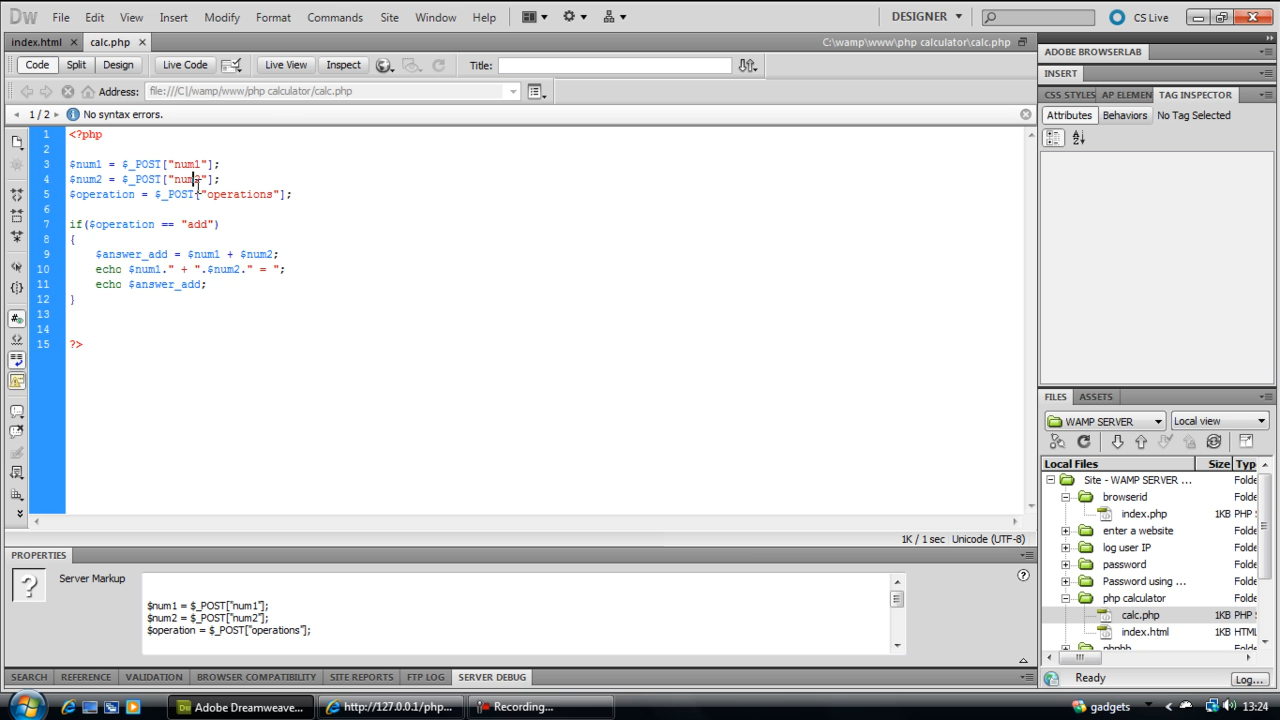 Dw File Edit View Insert Modify Format Commands Site Window Help DESIGNER CS Live
index.html calc.php C:\wamp\www\php calculator\calc.php
Code Split Design Live Code Live View Inspect Title:
Address: file:///C|/wamp/www/php calculator/calc.php
1 / 2 No syntax errors.
1 <?php
2
3 $num1 = $_POST["num1"];
4 $num2 = $_POST["num2"];
5 $operation = $_POST["operations"];
6
7 if($operation == "add")
8 {
9 $answer_add = $num1 + $num2;
10 echo $num1." + ".$num2." = ";
11 echo $answer_add;
12 }
13
14
15 ?>
1K / 1 sec Unicode (UTF-8)
PROPERTIES
Server Markup
$num1 = $_POST["num1"];
$num2 = $_POST["num2"];
$operation = $_POST["operations"];
SEARCH REFERENCE VALIDATION BROWSER COMPATIBILITY SITE REPORTS FTP LOG SERVER DEBUG
ADOBE BROWSERLAB
INSERT
CSS STYLES AP ELEMEN TAG INSPECTOR
Attributes Behaviors No Tag Selected
FILES ASSETS
WAMP SERVER Local view
Local Files Size Typ
Site - WAMP SERVER ... Folde
browserid Folde
index.php 1KB PHP S
enter a website Folde
log user IP Folde
password Folde
Password using ... Folde
php calculator Folde
calc.php 1KB PHP S
index.html 1KB HTML
phpbb Folde
Ready Log...
Adobe Dreamweave... http://127.0.0.1/php... Recording... gadgets 13:24